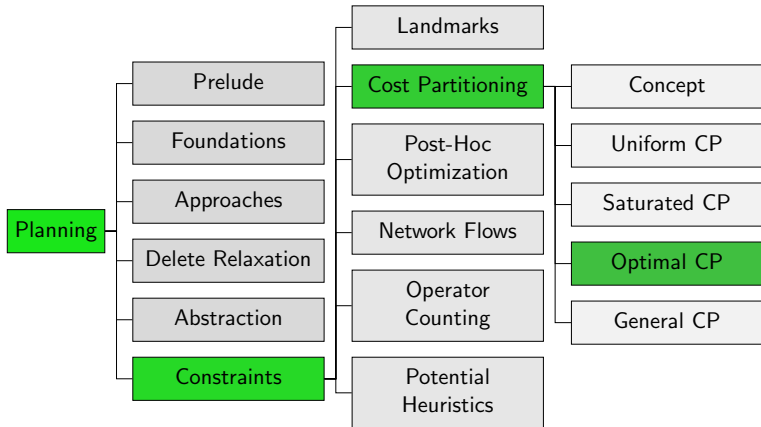 Planning
Prelude
Foundations
Approaches
Delete Relaxation
Abstraction
Constraints
Landmarks
Cost Partitioning
Post-Hoc
Optimization
Network Flows
Operator
Counting
Potential
Heuristics
Concept
Uniform CP
Saturated CP
Optimal CP
General CP